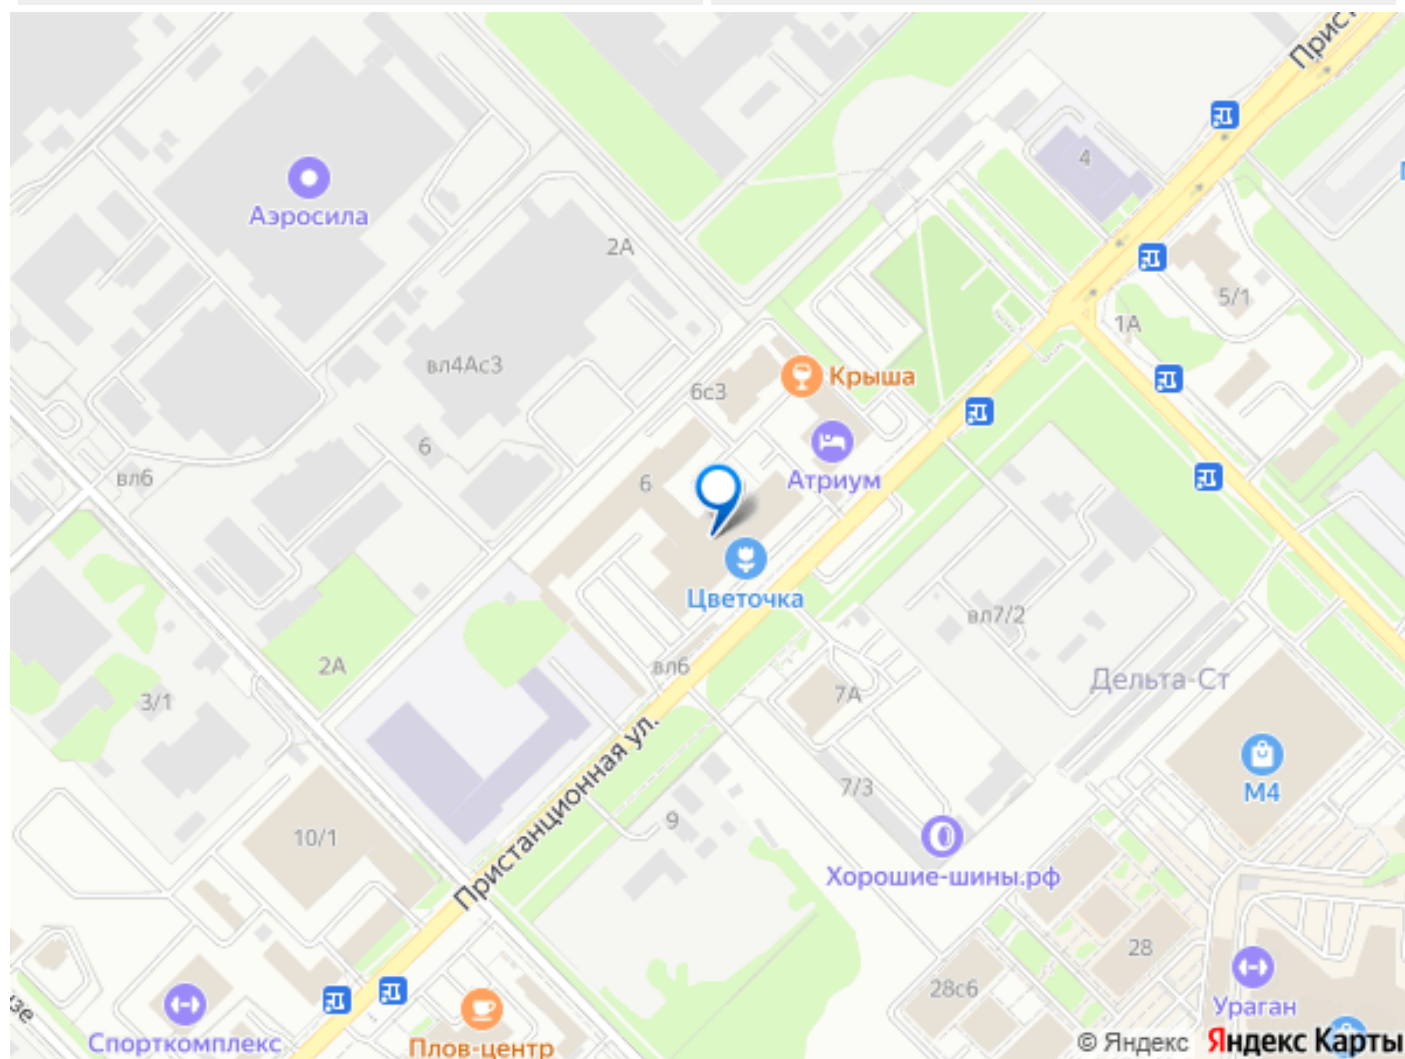 Прис
4
Аэросила
2А
5/1
1А
вл4Ас3
Крыша
6с3
6
Атриум
вл6
6
Цветочка
вл7/2
2А
вл6
Дельта-Ст
3/1
7А
Пристанционная ул.
7/3
М4
9
10/1
Хорошие-шины.рф
28
28с6
Ураган
зе
Спорткомплекс
Плов-центр
© Яндекс Яндекс Карты